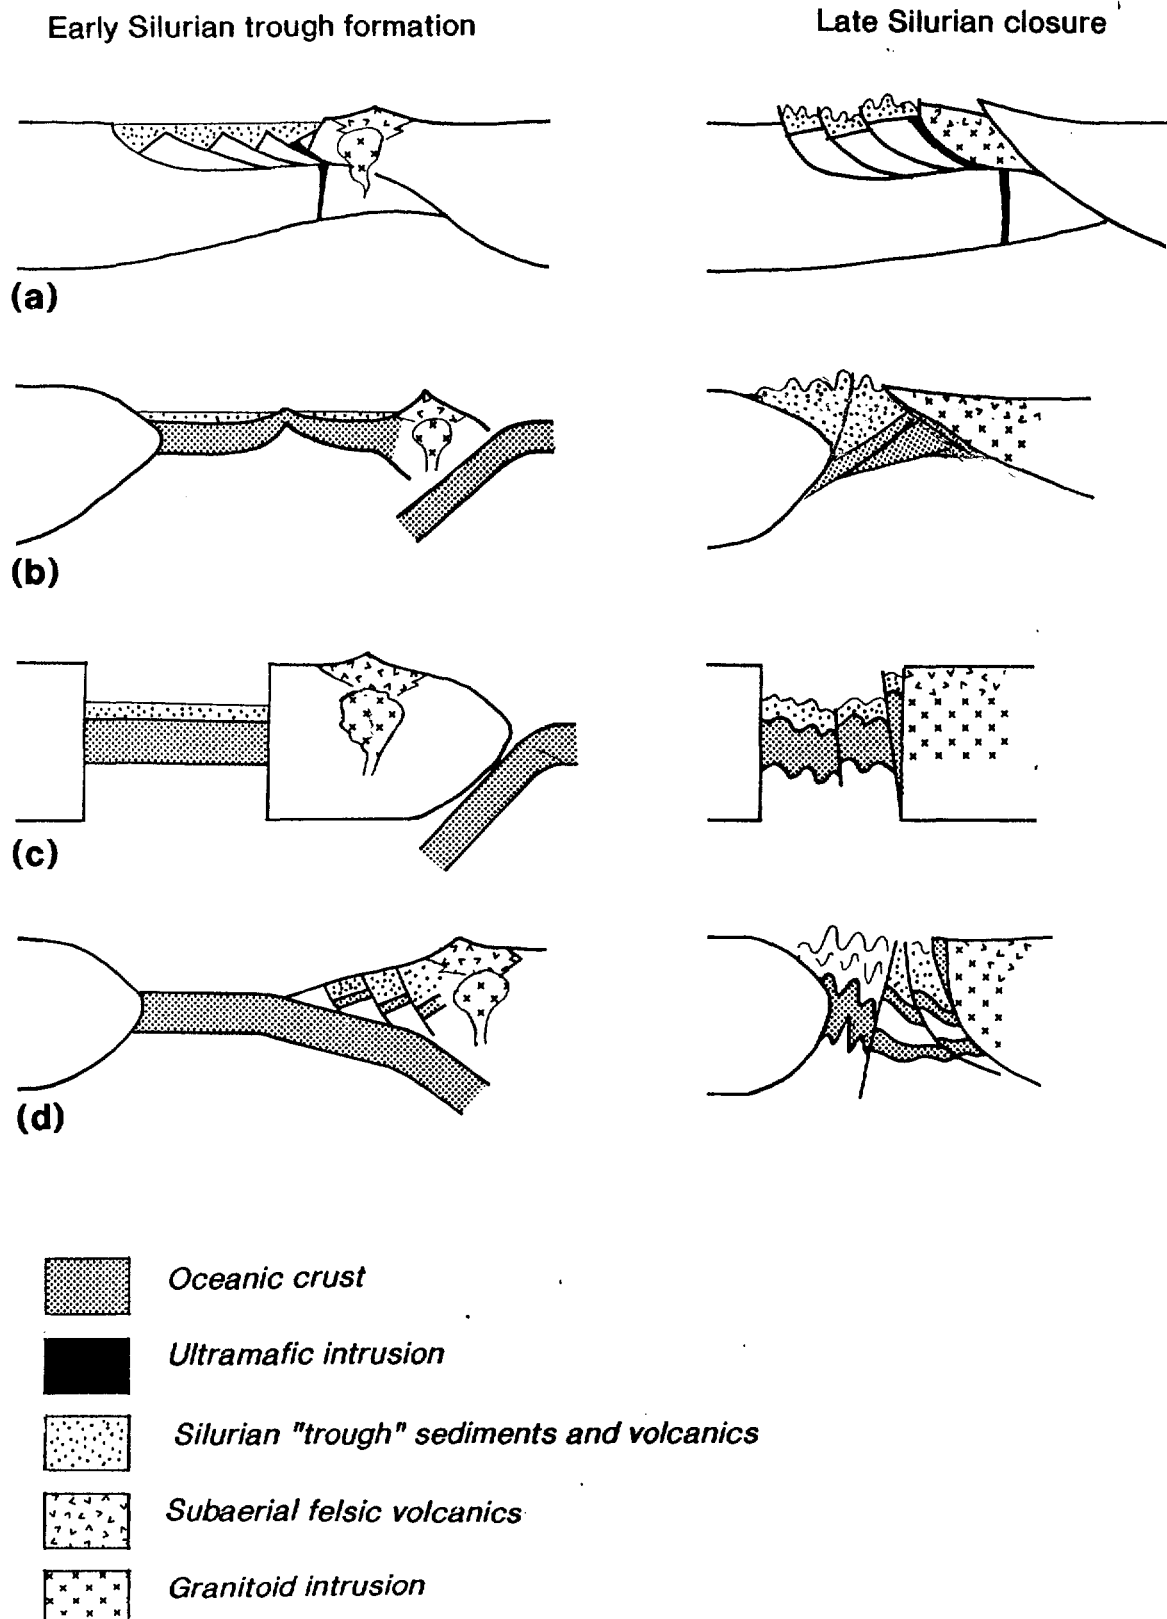 Early Silurian trough formation
Late Silurian closure
(a)
(b)
(c)
(d)
Oceanic crust
Ultramafic intrusion
Silurian "trough" sediments and volcanics
Subaerial felsic volcanics
Granitoid intrusion